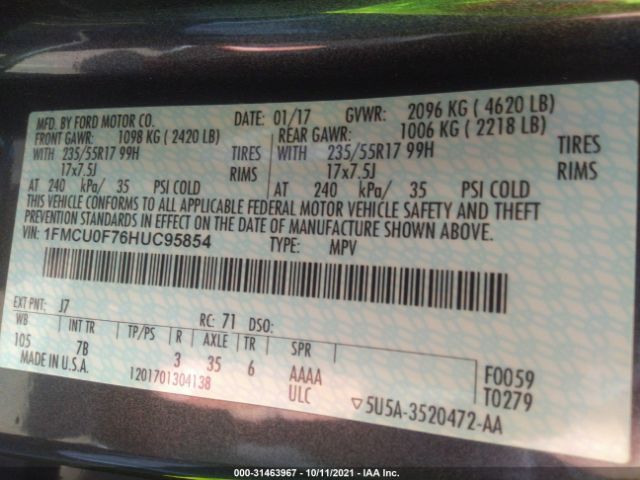 MFD. BY FORD MOTOR CO. DATE: 01/17 GVWR: 2096 KG (4620 LB)
FRONT GAWR: 1098 KG (2420 LB) REAR GAWR: 1006 KG (2218 LB)
WITH 235/55R17 99H TIRES WITH 235/55R17 99H TIRES
17x7.5J RIMS 17x7.5J RIMS
AT 240 kPa/ 35 PSI COLD AT 240 kPa/ 35 PSI COLD
THIS VEHICLE CONFORMS TO ALL APPLICABLE FEDERAL MOTOR VEHICLE SAFETY AND THEFT
PREVENTION STANDARDS IN EFFECT ON THE DATE OF MANUFACTURE SHOWN ABOVE.
VIN: 1FMCU0F76HUC95854 TYPE: MPV
EXT PNT: J7 RC: 71 DSO:
WB INT TR TP/PS R AXLE TR SPR
105 7B 3 35 6 AAAA F0059
MADE IN U.S.A. 1201701304138 ULC T0279
▽5U5A-3520472-AA
000-31463967 - 10/11/2021 - IAA Inc.